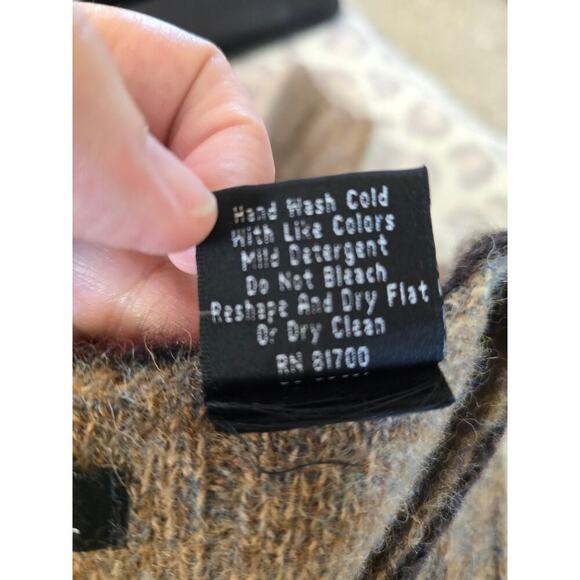 Hand Wash Cold
With Like Colors
Mild Detergent
Do Not Bleach
Reshape And Dry Flat
Or Dry Clean
RN 81700